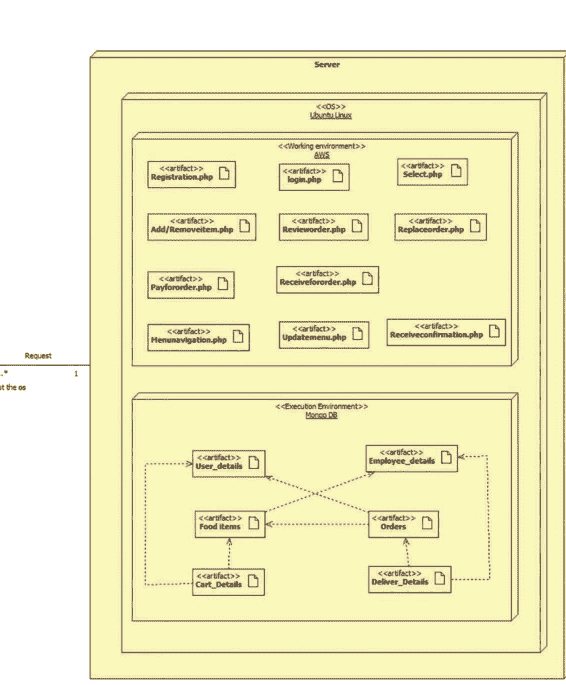 Server
<<OS>>
Ubuntu Linux
<<Working environment>>
AWS
<<artifact>>
Registration.php
<<artifact>>
login.php
<<artifact>>
Select.php
<<artifact>>
Add/Removeitem.php
<<artifact>>
Revieworder.php
<<artifact>>
Replaceorder.php
<<artifact>>
Payfororder.php
<<artifact>>
Receivefororder.php
<<artifact>>
Menunavigation.php
<<artifact>>
Updatemenu.php
<<artifact>>
Receiveconfirmation.php
Request
..*
1
st the os
<<Execution Environment>>
Mongo DB
<<artifact>>
User_details
<<artifact>>
Employee_details
<<artifact>>
Food items
<<artifact>>
Orders
<<artifact>>
Cart_Details
<<artifact>>
Deliver_Details